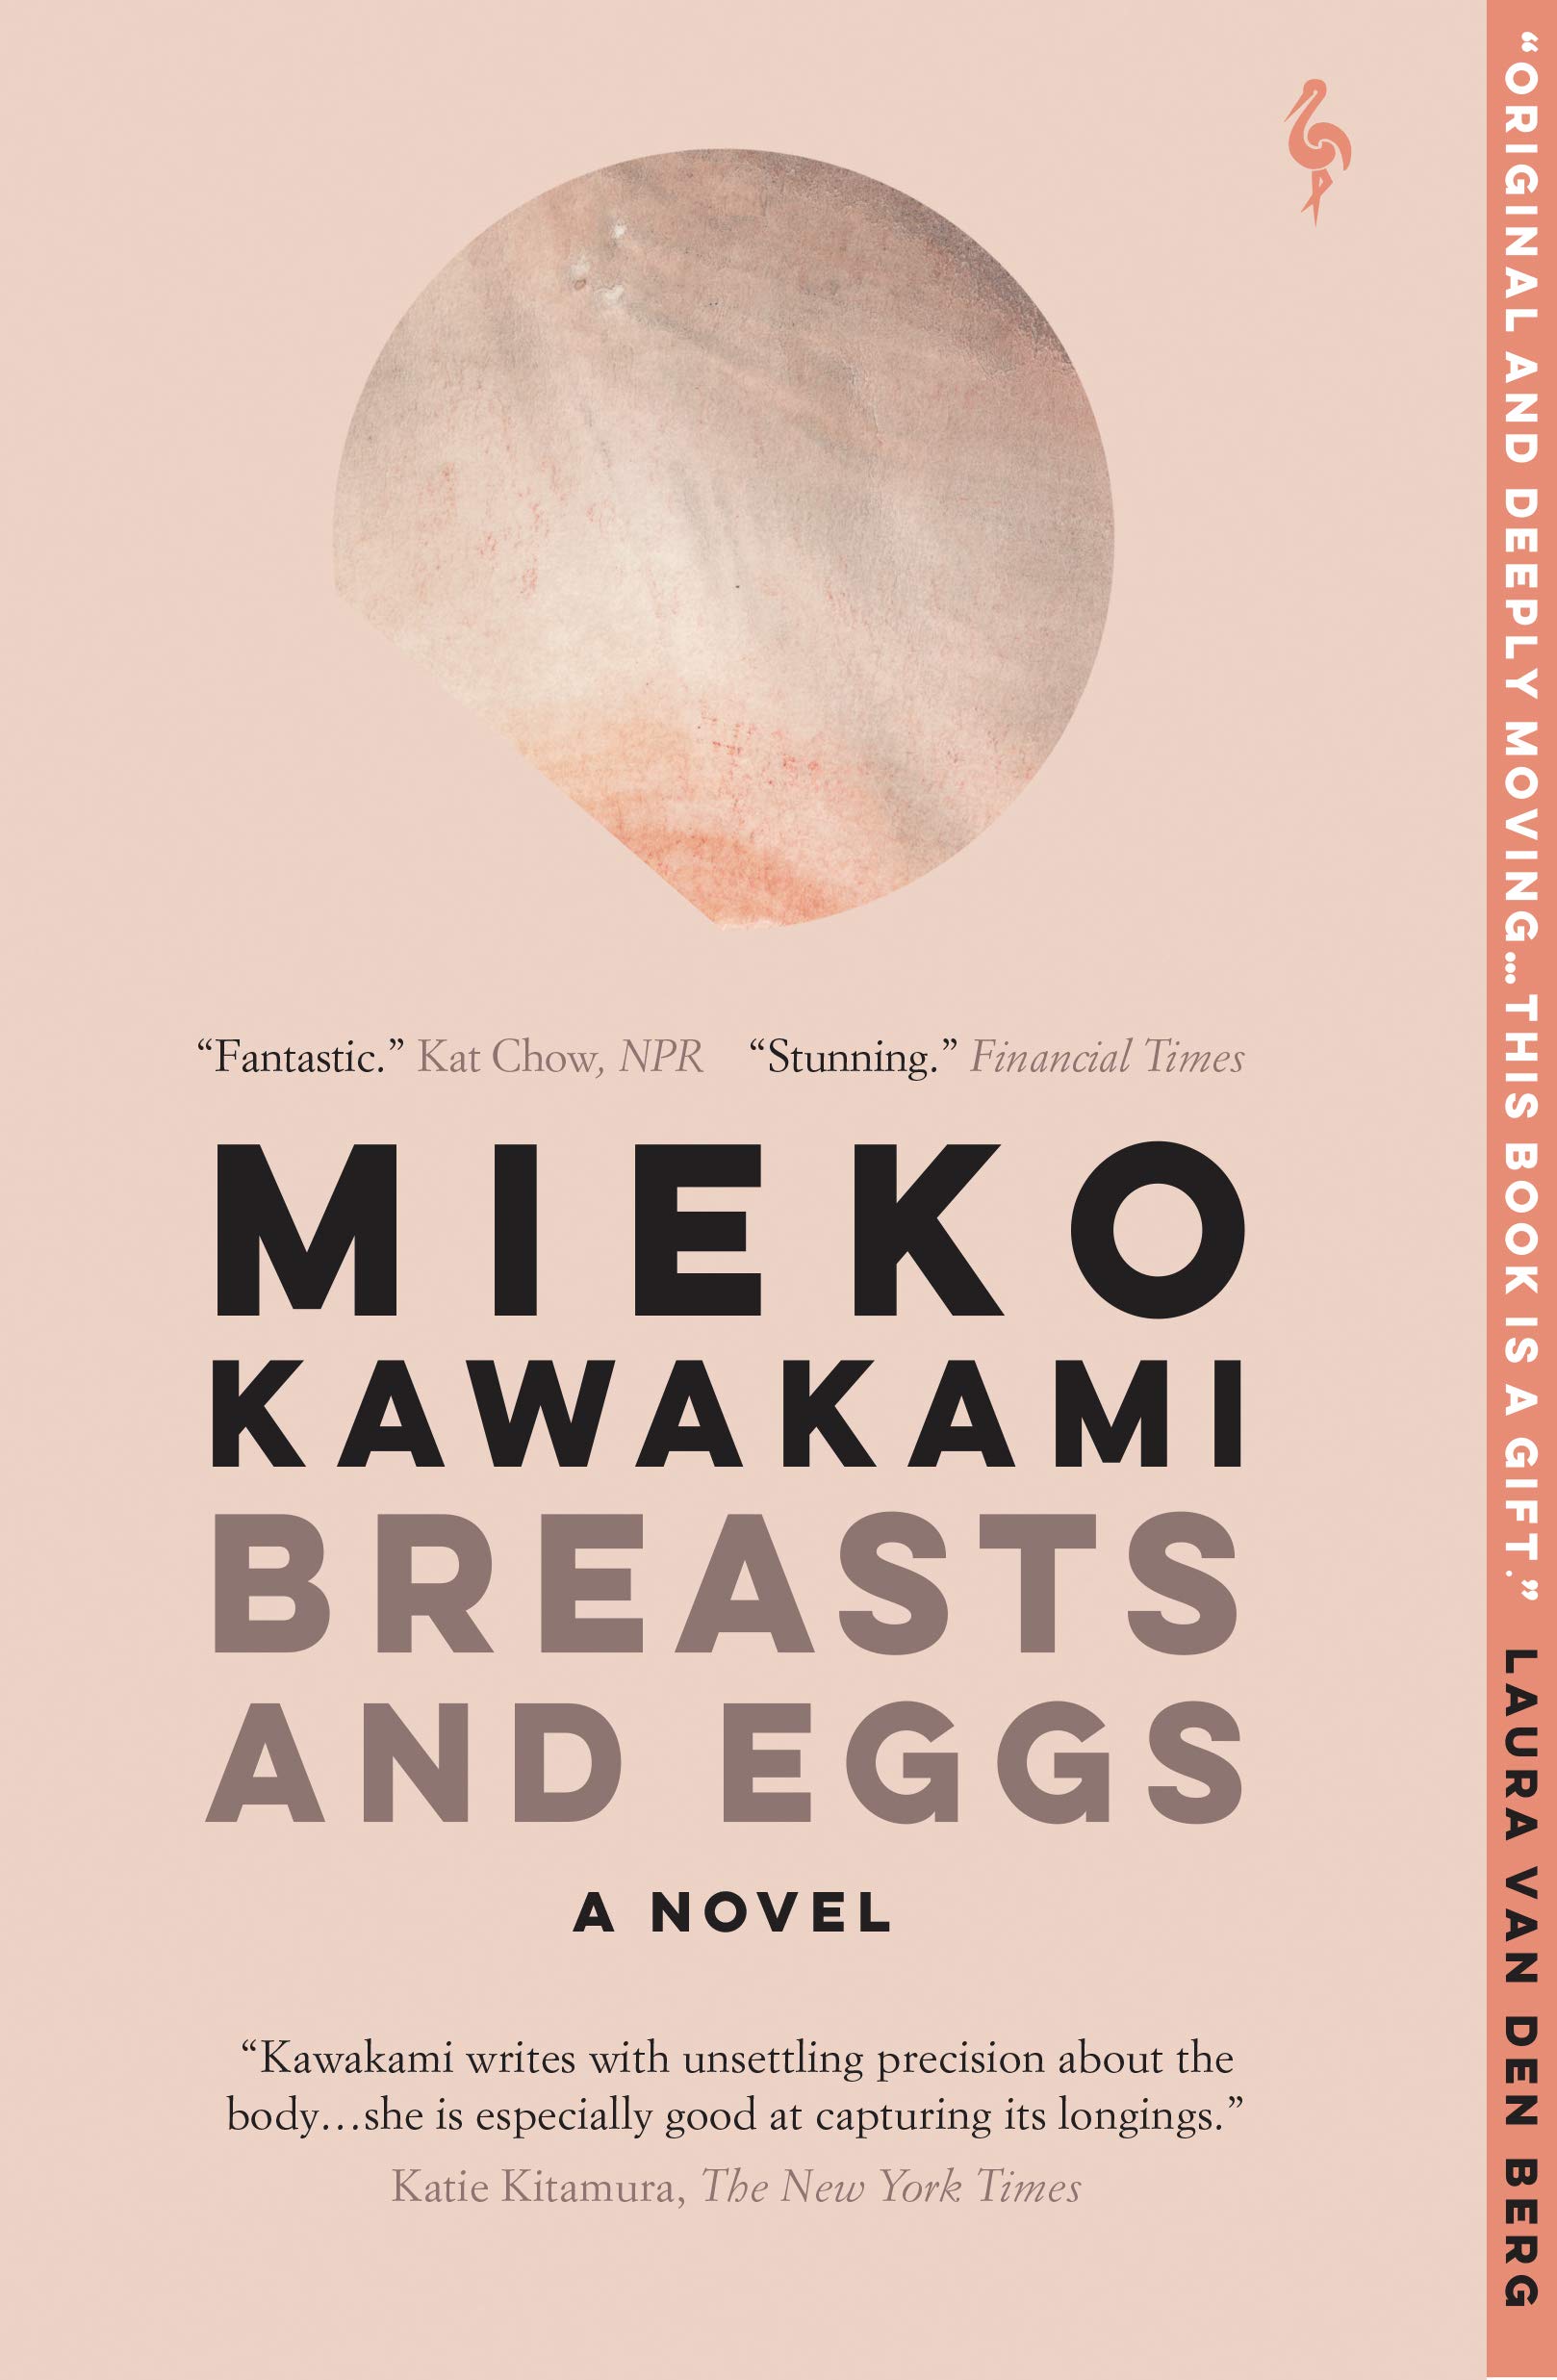 “Fantastic.” Kat Chow, NPR “Stunning.” Financial Times
MIEKO
KAWAKAMI
BREASTS
AND EGGS
A NOVEL
“Kawakami writes with unsettling precision about the
body…she is especially good at capturing its longings.”
Katie Kitamura, The New York Times
“ORIGINAL AND DEEPLY MOVING…THIS BOOK IS A GIFT.” LAURA VAN DEN BERG